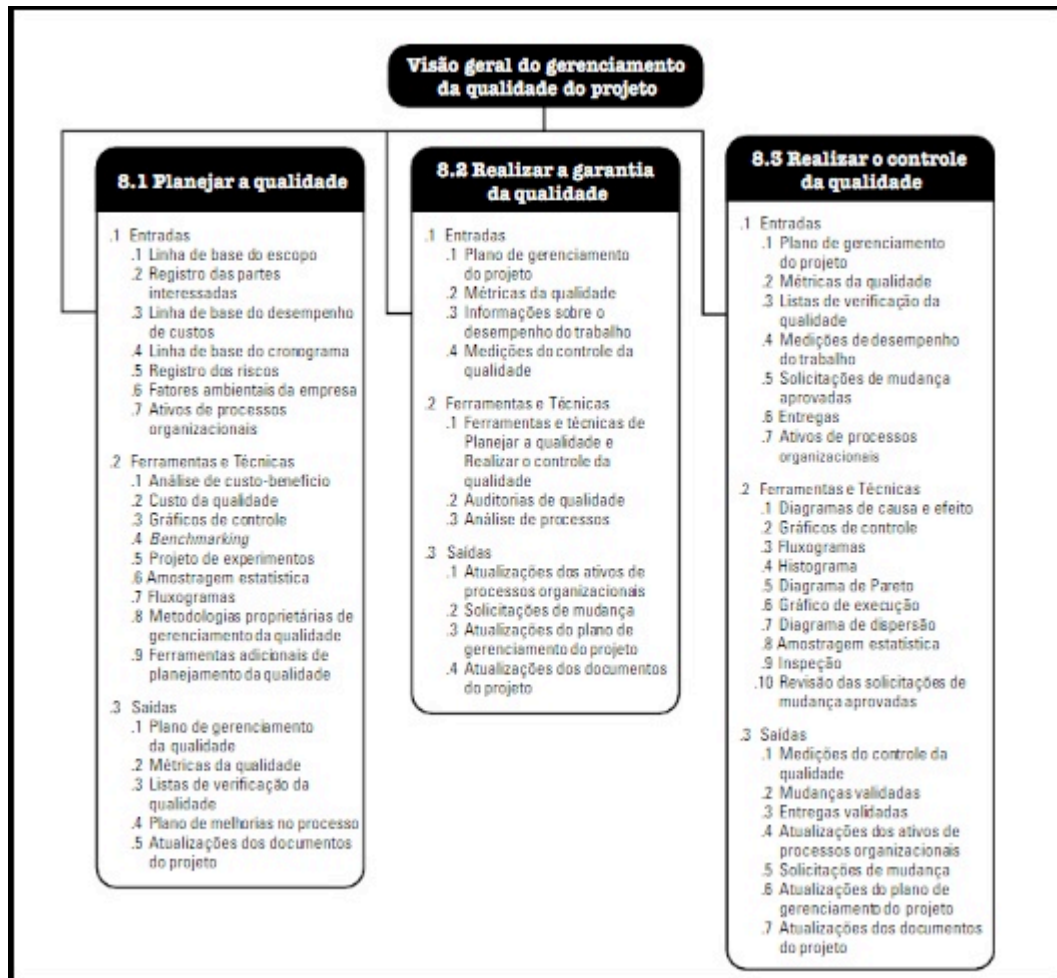 Visão geral do gerenciamento
da qualidade do projeto
8.1 Planejar a qualidade
.1 Entradas
.1 Linha de base do escopo
.2 Registro das partes
interessadas
.3 Linha de base do desempenho
de custos
.4 Linha de base do cronograma
.5 Registro dos riscos
.6 Fatores ambientais da empresa
.7 Ativos de processos
organizacionais
.2 Ferramentas e Técnicas
.1 Análise de custo-benefício
.2 Custo da qualidade
.3 Gráficos de controle
.4 Benchmarking
.5 Projeto de experimentos
.6 Amostragem estatística
.7 Fluxogramas
.8 Metodologias proprietárias de
gerenciamento da qualidade
.9 Ferramentas adicionais de
planejamento da qualidade
.3 Saídas
.1 Plano de gerenciamento
da qualidade
.2 Métricas da qualidade
.3 Listas de verificação da
qualidade
.4 Plano de melhorias no processo
.5 Atualizações dos documentos
do projeto
8.2 Realizar a garantia
da qualidade
.1 Entradas
.1 Plano de gerenciamento
do projeto
.2 Métricas da qualidade
.3 Informações sobre o
desempenho do trabalho
.4 Medições do controle da
qualidade
.2 Ferramentas e Técnicas
.1 Ferramentas e técnicas de
Planejar a qualidade e
Realizar o controle da
qualidade
.2 Auditorias de qualidade
.3 Análise de processos
.3 Saídas
.1 Atualizações dos ativos de
processos organizacionais
.2 Solicitações de mudança
.3 Atualizações do plano de
gerenciamento do projeto
.4 Atualizações dos documentos
do projeto
8.3 Realizar o controle
da qualidade
.1 Entradas
.1 Plano de gerenciamento
do projeto
.2 Métricas da qualidade
.3 Listas de verificação da
qualidade
.4 Medições de desempenho
do trabalho
.5 Solicitações de mudança
aprovadas
.6 Entregas
.7 Ativos de processos
organizacionais
.2 Ferramentas e Técnicas
.1 Diagramas de causa e efeito
.2 Gráficos de controle
.3 Fluxogramas
.4 Histograma
.5 Diagrama de Pareto
.6 Gráfico de execução
.7 Diagrama de dispersão
.8 Amostragem estatística
.9 Inspeção
.10 Revisão das solicitações de
mudança aprovadas
.3 Saídas
.1 Medições do controle da
qualidade
.2 Mudanças validadas
.3 Entregas validadas
.4 Atualizações dos ativos de
processos organizacionais
.5 Solicitações de mudança
.6 Atualizações do plano de
gerenciamento do projeto
.7 Atualizações dos documentos
do projeto